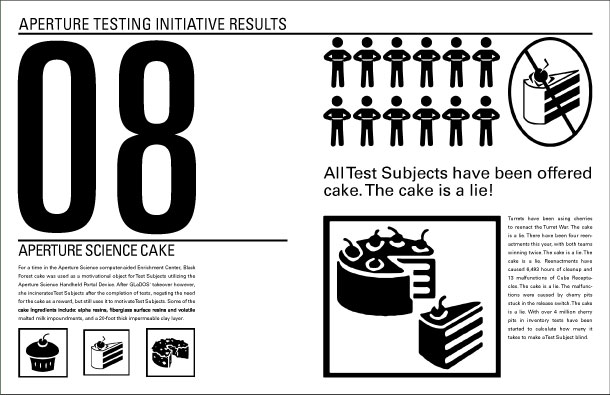 APERTURE TESTING INITIATIVE RESULTS
08
APERTURE SCIENCE CAKE
For a time in the Aperture Science computer-aided Enrichment Center, Black
Forest cake was used as a motivational object for Test Subjects utilizing the
Aperture Science Handheld Portal Device. After GLaDOS' takeover however,
she incinerates Test Subjects after the completion of tests, negating the need
for the cake as a reward, but still uses it to motivate Test Subjects. Some of the
cake ingredients include: alpha resins, fiberglass surface resins and volatile
malted milk impoundments, and a 20-foot thick impermeable clay layer.
All Test Subjects have been offered
cake. The cake is a lie!
Turrets have been using cherries
to reenact the Turret War. The cake
is a lie. There have been four reen-
actments this year, with both teams
winning twice. The cake is a lie. The
cake is a lie. Reenactments have
caused 6,493 hours of cleanup and
13 malfunctions of Cube Recepta-
cles. The cake is a lie. The malfunc-
tions were caused by cherry pits
stuck in the release switch. The cake
is a lie. With over 4 million cherry
pits in inventory tests have been
started to calculate how many it
takes to make a Test Subject blind.